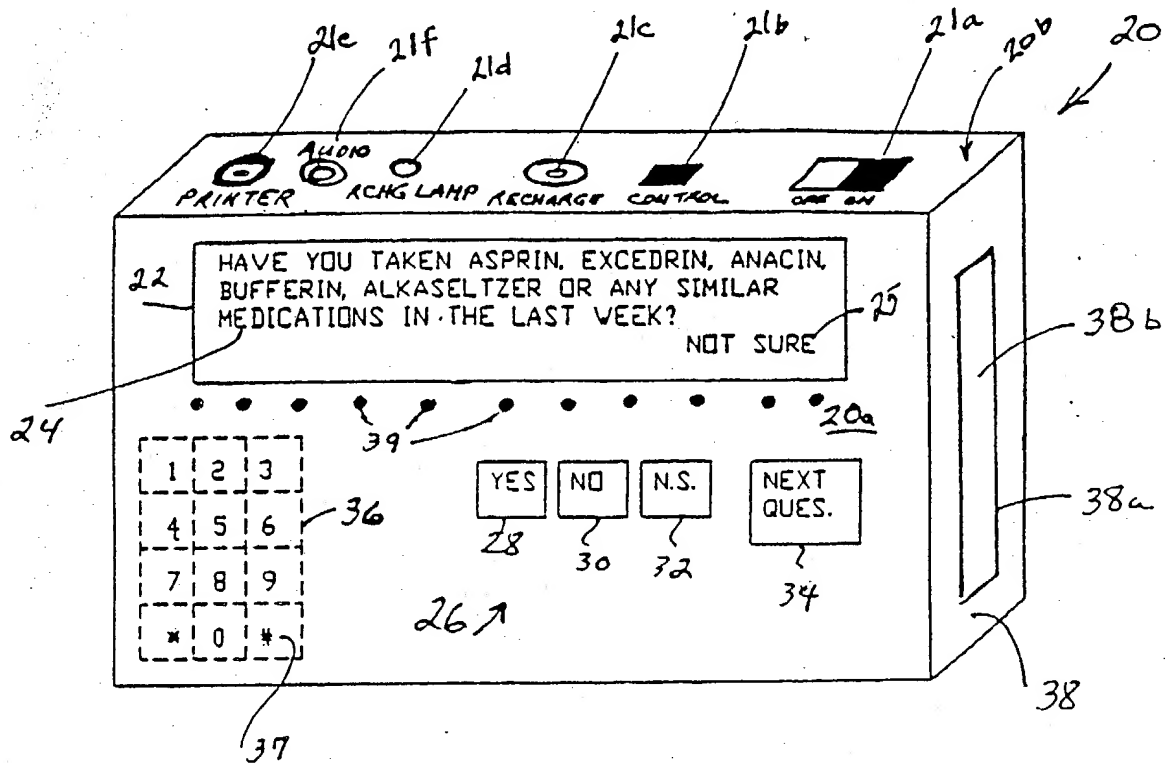 21e 21f 21d 21c 21b 20b 21a 20
AUDIO
PRINTER RCHG LAMP RECHARGE CONTROL OFF ON
22
HAVE YOU TAKEN ASPRIN, EXCEDRIN, ANACIN,
BUFFERIN, ALKASELTZER OR ANY SIMILAR
MEDICATIONS IN THE LAST WEEK?
NOT SURE
25
38b
24
39
20a
1 2 3
4 5 6
7 8 9
* 0 #
36
YES NO N.S. NEXT
QUES.
28 30 32 34
38a
26
37
38